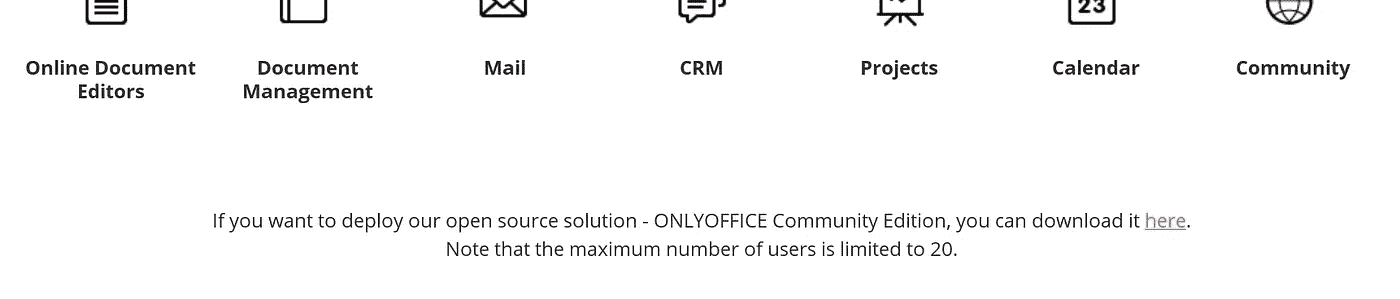 23
Online Document
Editors
Document
Management
Mail
CRM
Projects
Calendar
Community
If you want to deploy our open source solution - ONLYOFFICE Community Edition, you can download it here.
Note that the maximum number of users is limited to 20.